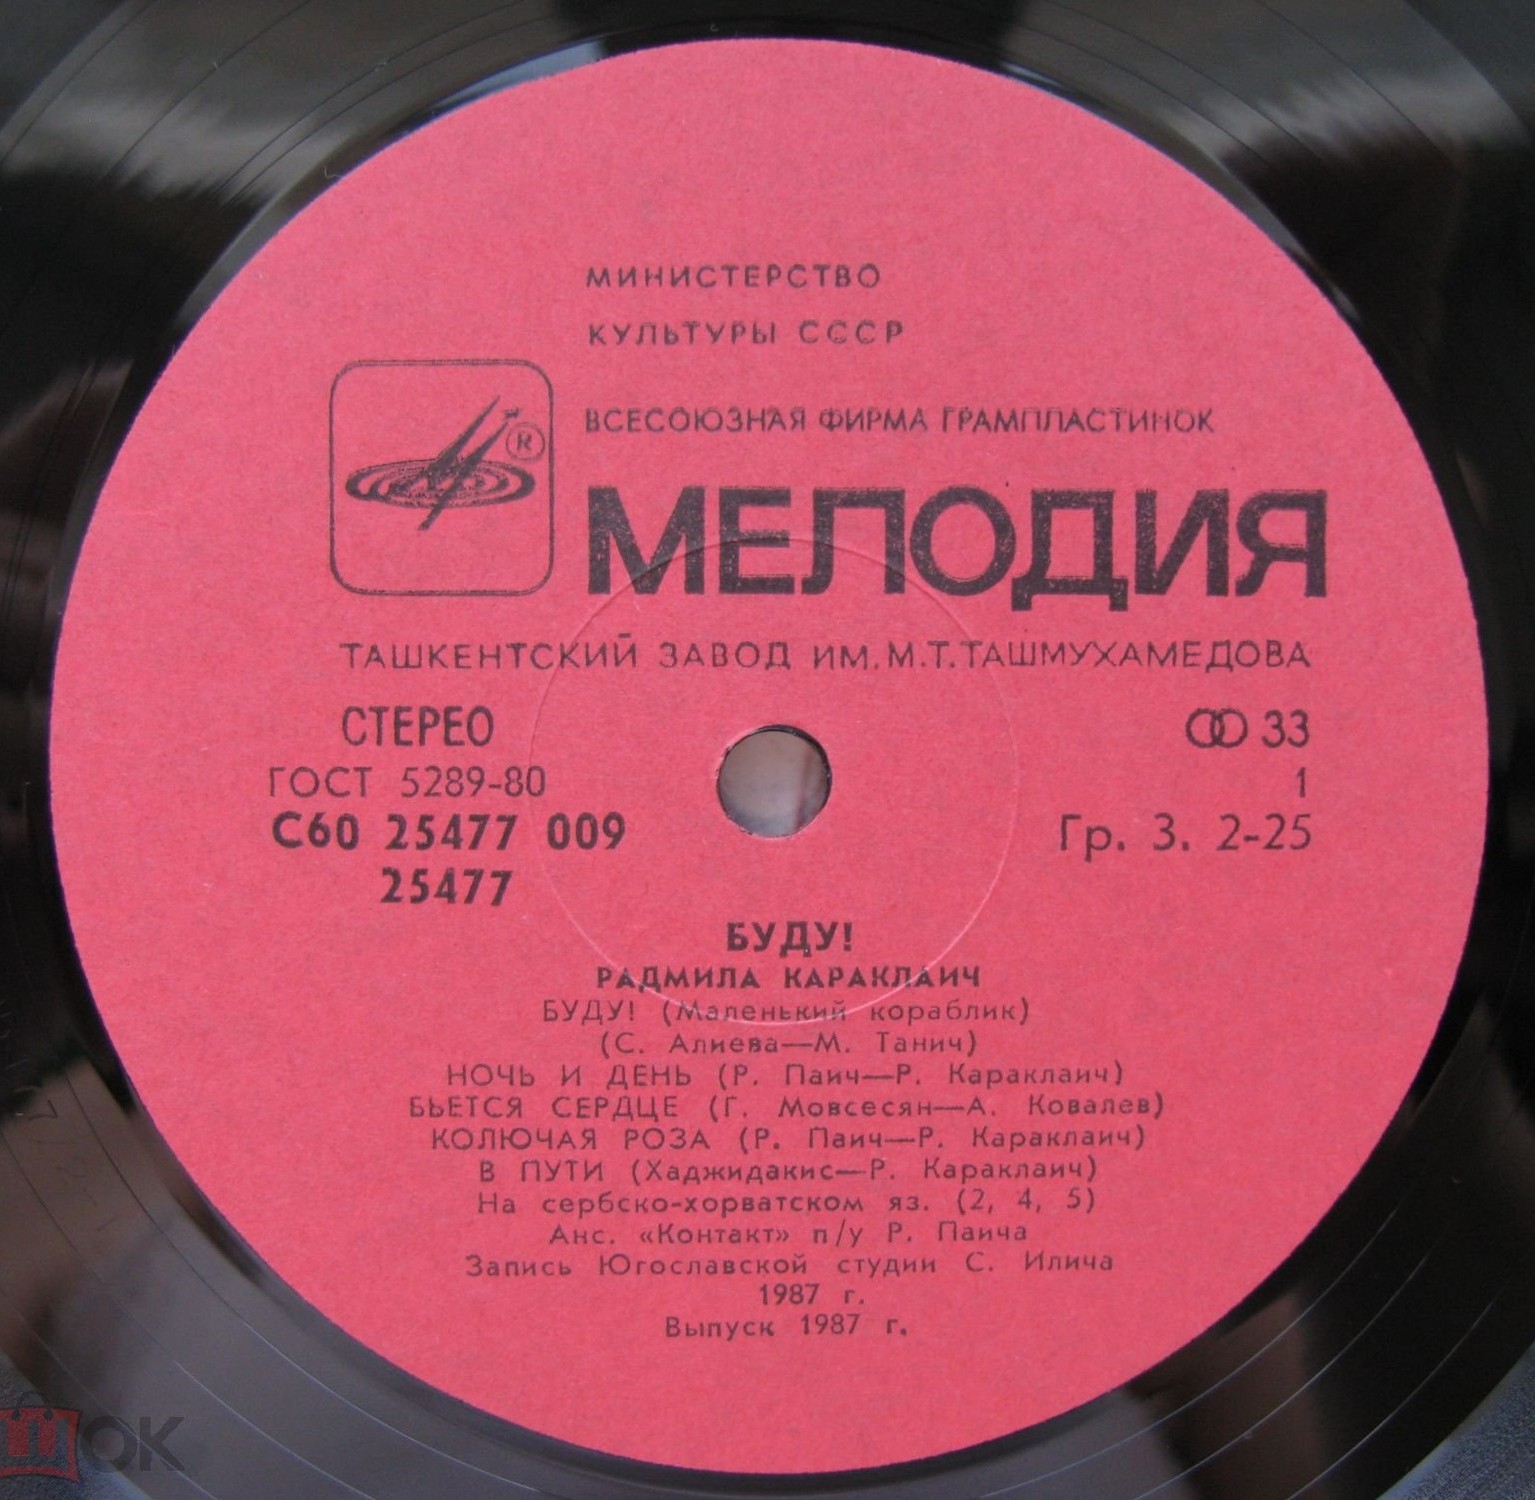 МИНИСТЕРСТВО
КУЛЬТУРЫ СССР
ВСЕСОЮЗНАЯ ФИРМА ГРАМПЛАСТИНОК
®
МЕЛОДИЯ
ТАШКЕНТСКИЙ ЗАВОД ИМ. М.Т.ТАШМУХАМЕДОВА
СТЕРЕО
33
ГОСТ 5289-80
1
С60 25477 009
Гр. 3. 2-25
25477
БУДУ!
РАДМИЛА КАРАКЛАИЧ
БУДУ! (Маленький кораблик)
(С. Алиева—М. Танич)
НОЧЬ И ДЕНЬ (Р. Паич—Р. Караклаич)
БЬЕТСЯ СЕРДЦЕ (Г. Мовсесян—А. Ковалев)
КОЛЮЧАЯ РОЗА (Р. Паич—Р. Караклаич)
В ПУТИ (Хаджидакис—Р. Караклаич)
На сербско-хорватском яз. (2, 4, 5)
Анс. «Контакт» п/у Р. Паича
Запись Югославской студии С. Илича
1987 г.
Выпуск 1987 г.
ШОК